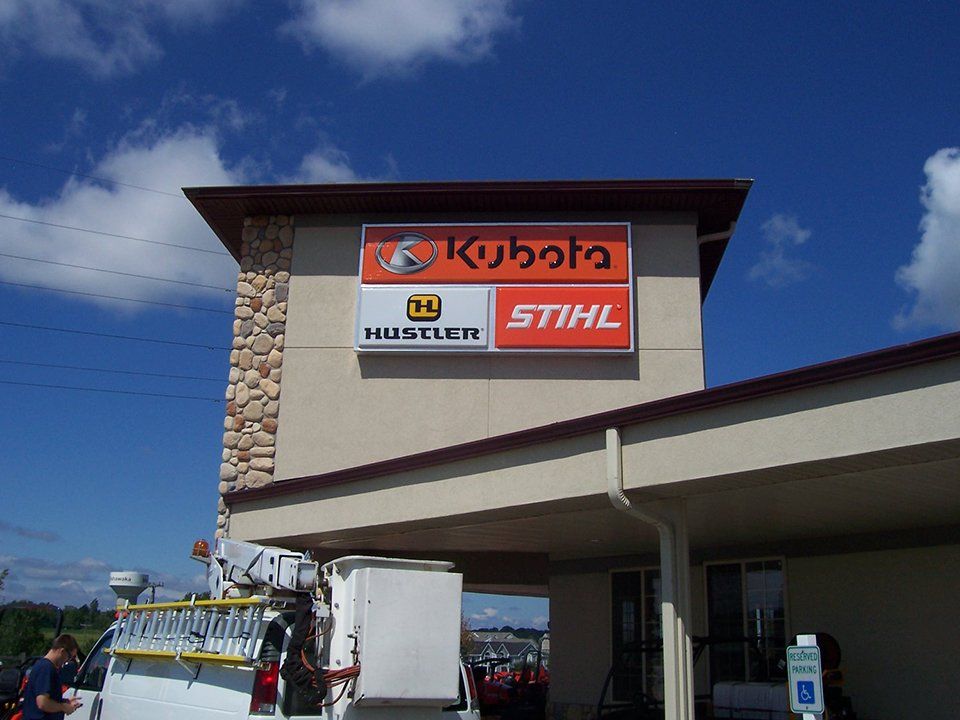 K Kubota
H
HUSTLER
STIHL
RESERVED
PARKING